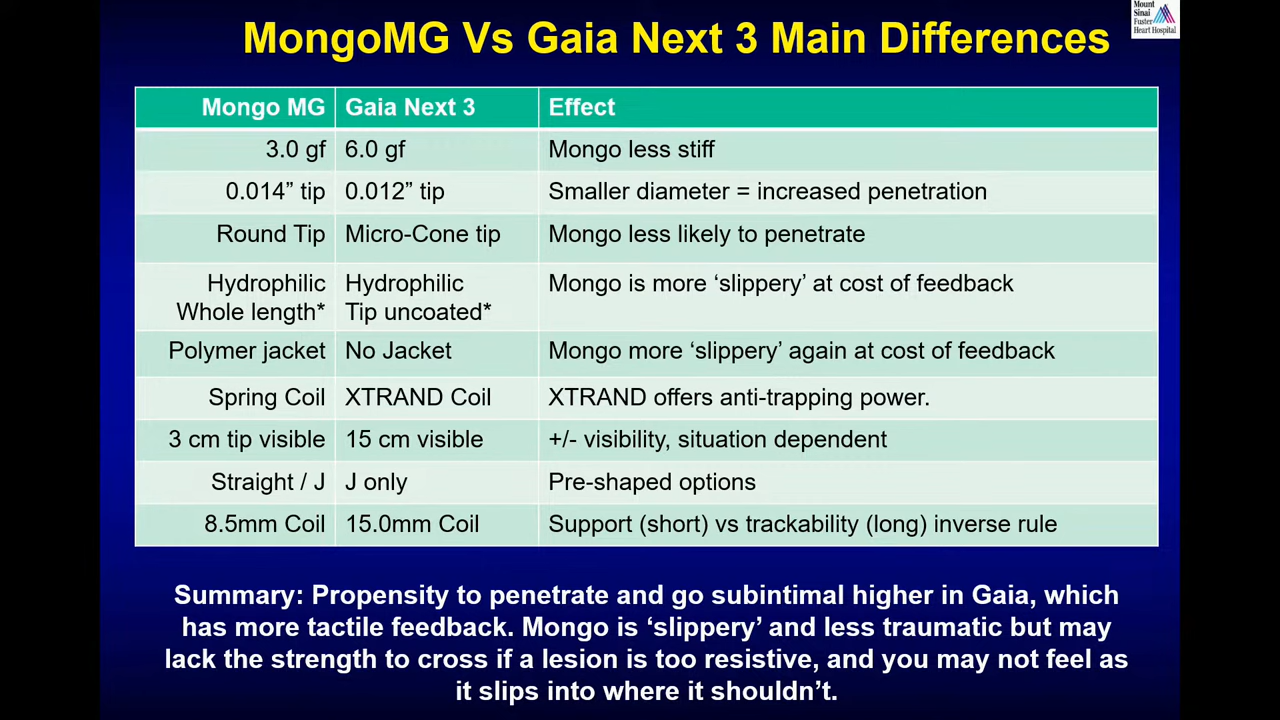 Mount
Sinai
Fuster
Heart Hospital
MongoMG Vs Gaia Next 3 Main Differences
Mongo MG Gaia Next 3 Effect
3.0 gf 6.0 gf Mongo less stiff
0.014” tip 0.012” tip Smaller diameter = increased penetration
Round Tip Micro-Cone tip Mongo less likely to penetrate
Hydrophilic Hydrophilic Mongo is more ‘slippery’ at cost of feedback
Whole length* Tip uncoated*
Polymer jacket No Jacket Mongo more ‘slippery’ again at cost of feedback
Spring Coil XTRAND Coil XTRAND offers anti-trapping power.
3 cm tip visible 15 cm visible +/- visibility, situation dependent
Straight / J J only Pre-shaped options
8.5mm Coil 15.0mm Coil Support (short) vs trackability (long) inverse rule
Summary: Propensity to penetrate and go subintimal higher in Gaia, which
has more tactile feedback. Mongo is ‘slippery’ and less traumatic but may
lack the strength to cross if a lesion is too resistive, and you may not feel as
it slips into where it shouldn’t.